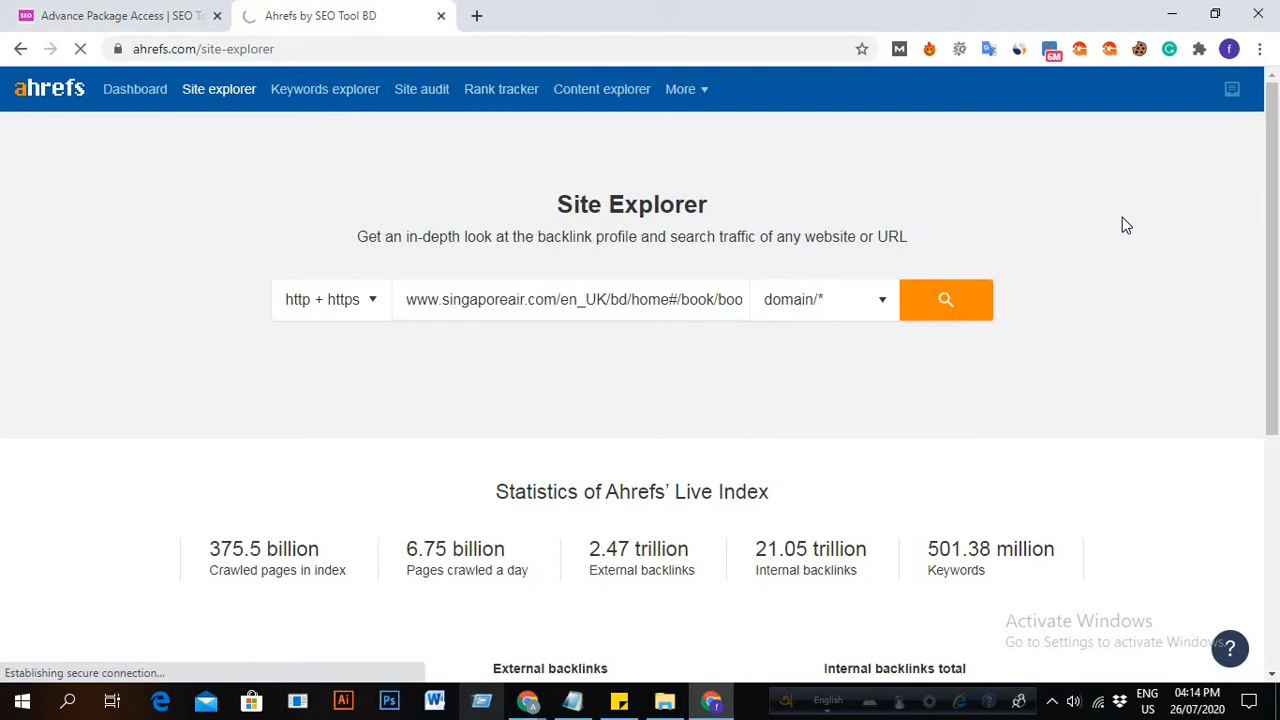 Advance Package Access | SEO To
Ahrefs by SEO Tool BD
ahrefs.com/site-explorer
6M
ahrefs
Dashboard
Site explorer
Keywords explorer
Site audit
Rank tracker
Content explorer
More
Site Explorer
Get an in-depth look at the backlink profile and search traffic of any website or URL
http + https
www.singaporeair.com/en_UK/bd/home#/book/boo
domain/*
Statistics of Ahrefs' Live Index
375.5 billion
Crawled pages in index
6.75 billion
Pages crawled a day
2.47 trillion
External backlinks
21.05 trillion
Internal backlinks
501.38 million
Keywords
Activate Windows
Go to Settings to activate Windows.
External backlinks
Internal backlinks total
Establishing secure connection...
English
ENG
US
04:14 PM
26/07/2020